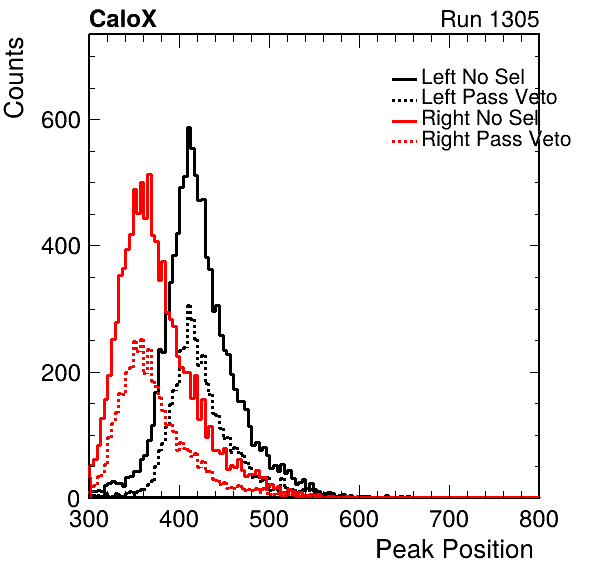 CaloX Run 1305
Counts
Left No Sel
Left Pass Veto
Right No Sel
Right Pass Veto
600
400
200
0
300 400 500 600 700 800
Peak Position